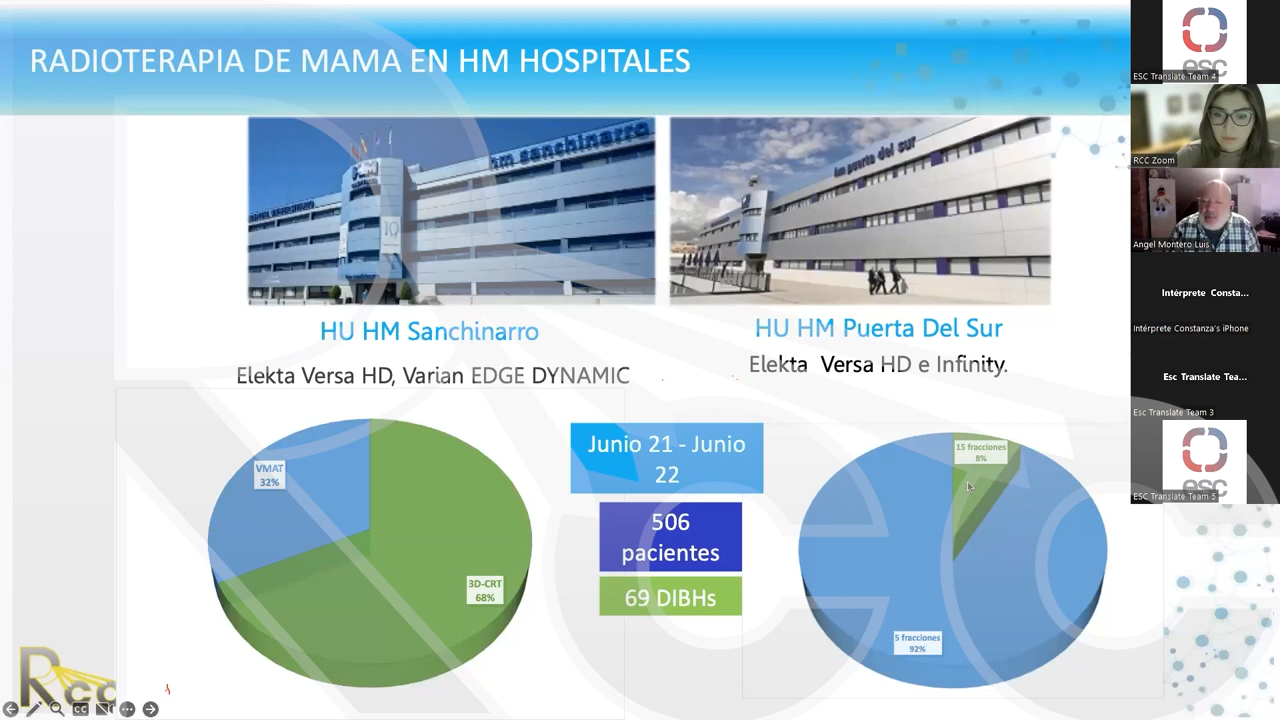 RADIOTERAPIA DE MAMA EN HM HOSPITALES
hm sanchinarro
hm puerta del sur
HU HM Sanchinarro
HU HM Puerta Del Sur
Elekta Versa HD, Varian EDGE DYNAMIC
Elekta Versa HD e Infinity.
VMAT
32%
3D-CRT
68%
Junio 21 - Junio
22
506
pacientes
69 DIBHs
15 fracciones
8%
5 fracciones
92%
Rcc
esc
ESC Translate Team 4
RCC Zoom
Angel Montero Luis
Intérprete Consta...
Intérprete Constanza's iPhone
Esc Translate Tea...
Esc Translate Team 3
esc
ESC Translate Team 5